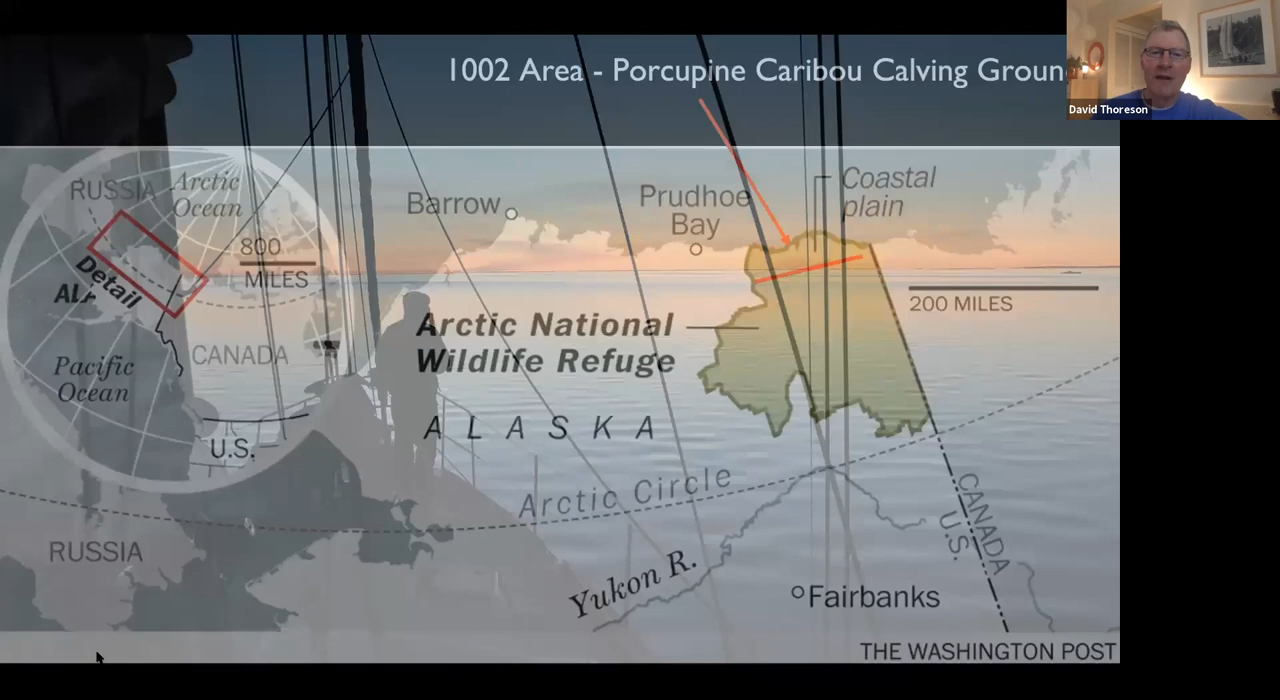 1002 Area - Porcupine Caribou Calving Groun
David Thoreson
RUSSIA
Arctic
Ocean
800
MILES
Detail
Pacific
Ocean
CANADA
U.S.
Barrow
Prudhoe
Bay
Coastal
plain
200 MILES
Arctic National
Wildlife Refuge
ALASKA
Arctic Circle
RUSSIA
Yukon R.
Fairbanks
CANADA
U.S.
THE WASHINGTON POST